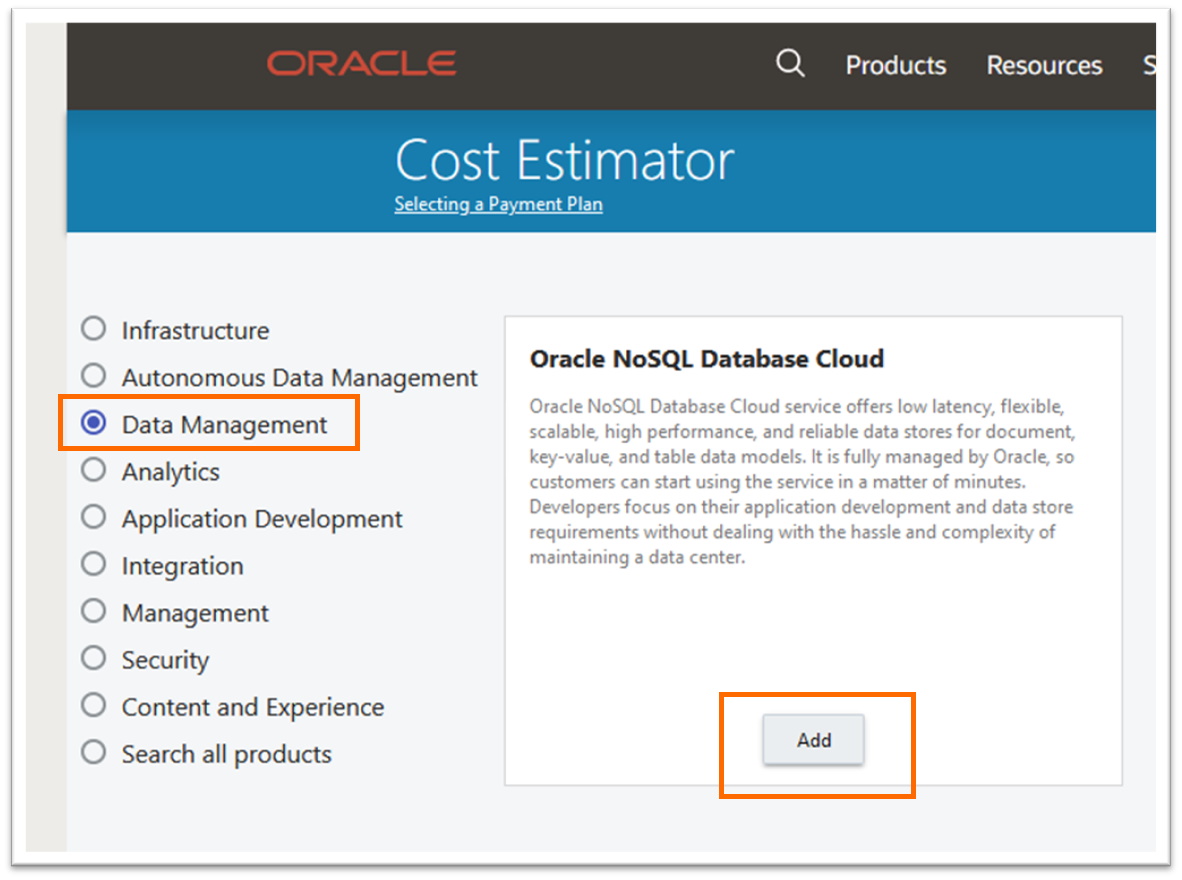 ORACLE
Products
Resources
S
Cost Estimator
Selecting a Payment Plan
Infrastructure
Autonomous Data Management
Data Management
Analytics
Application Development
Integration
Management
Security
Content and Experience
Search all products
Oracle NoSQL Database Cloud
Oracle NoSQL Database Cloud service offers low latency, flexible,
scalable, high performance, and reliable data stores for document,
key-value, and table data models. It is fully managed by Oracle, so
customers can start using the service in a matter of minutes.
Developers focus on their application development and data store
requirements without dealing with the hassle and complexity of
maintaining a data center.
Add